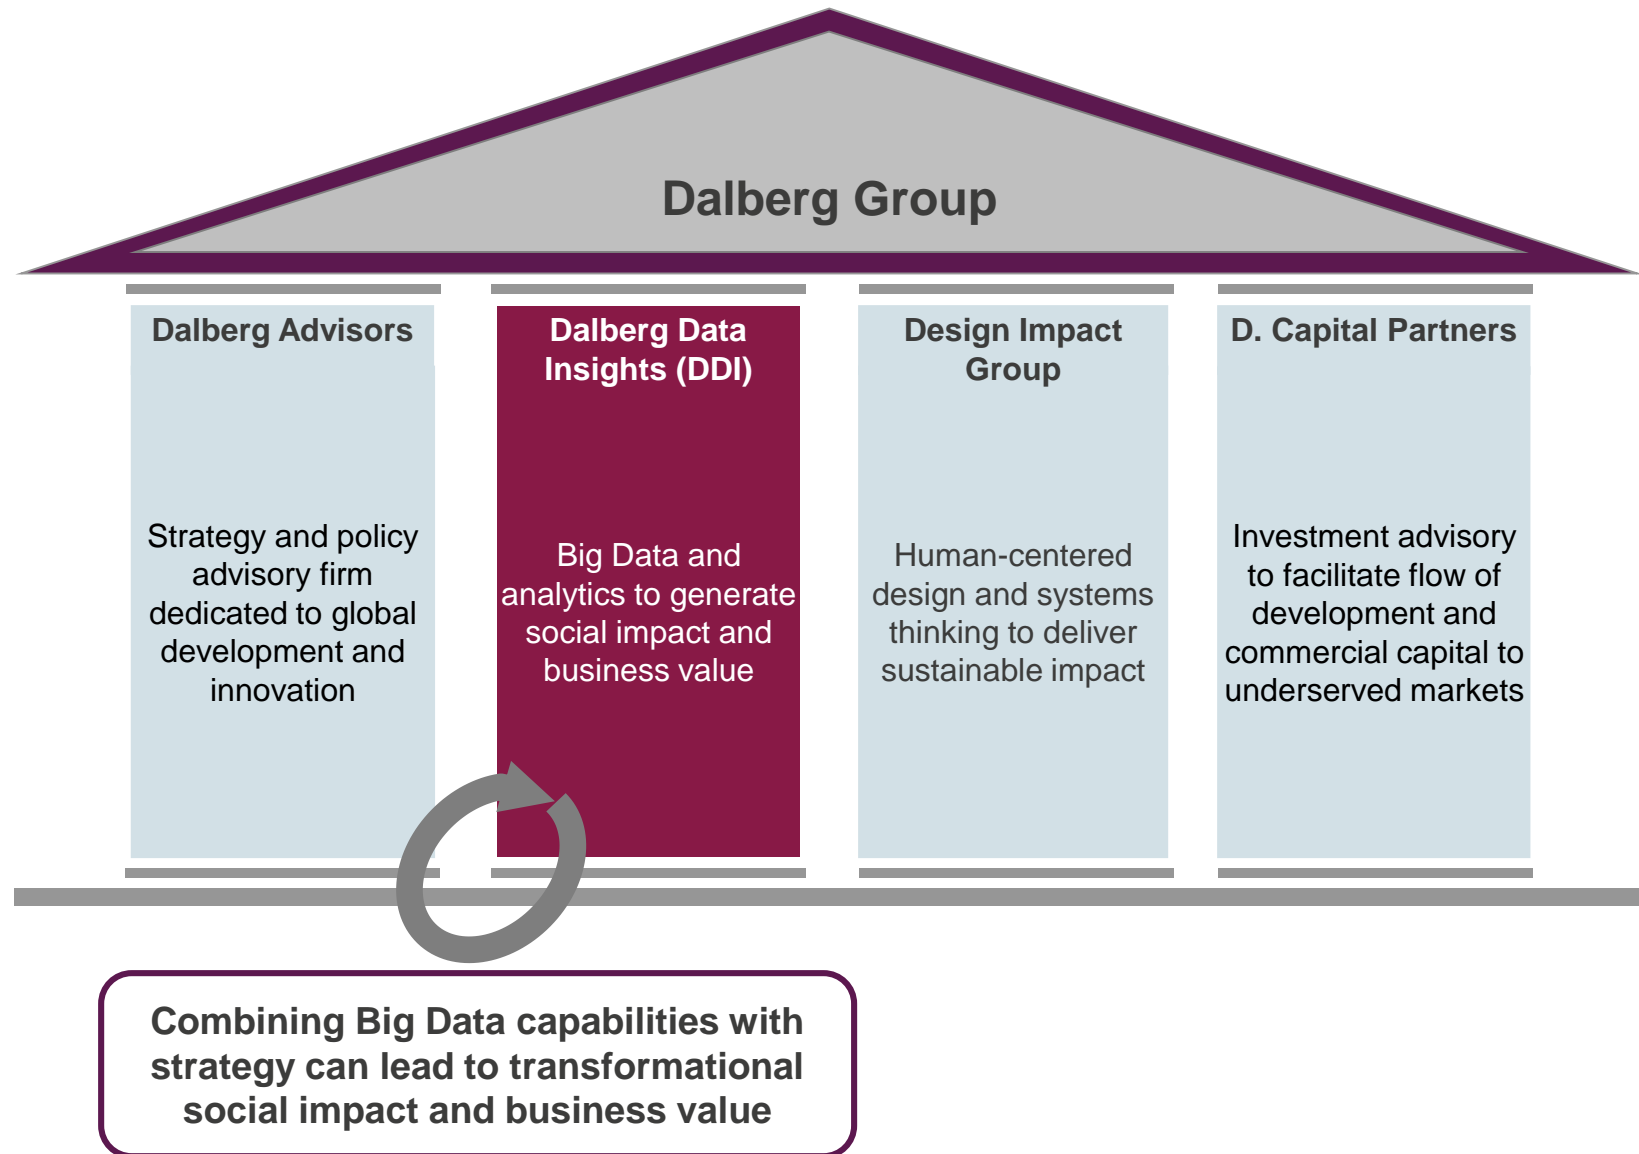 Dalberg Group
Dalberg Advisors
Strategy and policy
advisory firm
dedicated to global
development and
innovation
Dalberg Data
Insights (DDI)
Big Data and
analytics to generate
social impact and
business value
Design Impact
Group
Human-centered
design and systems
thinking to deliver
sustainable impact
D. Capital Partners
Investment advisory
to facilitate flow of
development and
commercial capital to
underserved markets
Combining Big Data capabilities with
strategy can lead to transformational
social impact and business value